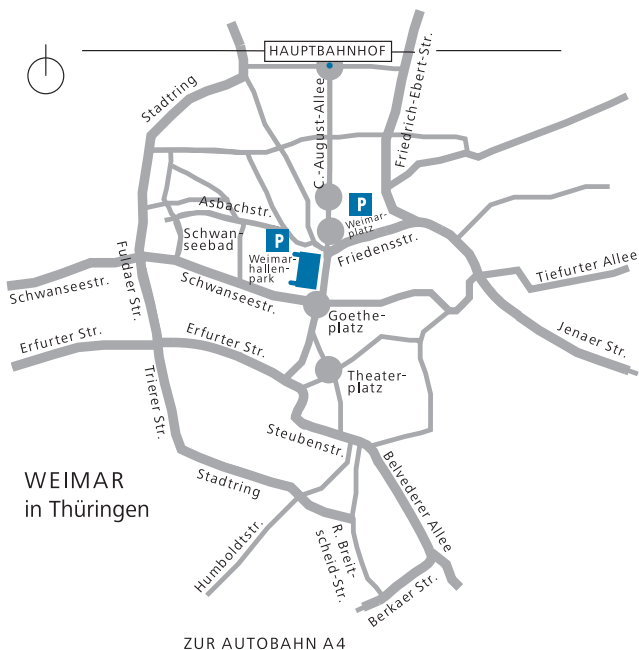 HAUPTBAHNHOF
Stadtring
C.-August-Allee
Friedrich-Ebert-Str.
P
Weimar-
platz
Asbachstr.
Schwan-
seebad
P
Weimar-
hallen-
park
Friedensstr.
Fuldaer Str.
Schwanseestr.
Schwanseestr.
Tiefurter Allee
Goethe-
platz
Jenaer Str.
Erfurter Str.
Erfurter Str.
Theater-
platz
Trierer Str.
Steubenstr.
WEIMAR
in Thüringen
Stadtring
Belvederer Allee
Humboldtstr.
R. Breit-
scheid-Str.
Berkaer Str.
ZUR AUTOBAHN A4